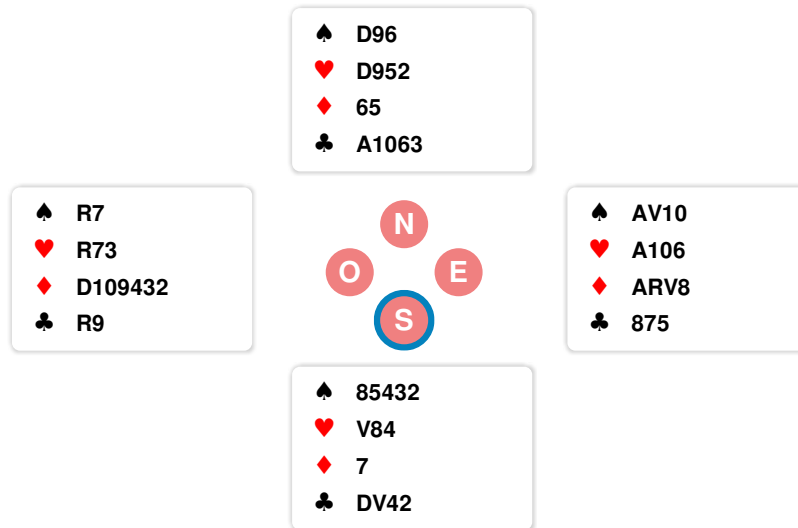 ♠ D96
♥ D952
♦ 65
♣ A1063
♠ R7
♥ R73
♦ D109432
♣ R9
N
O
E
S
♠ AV10
♥ A106
♦ ARV8
♣ 875
♠ 85432
♥ V84
♦ 7
♣ DV42